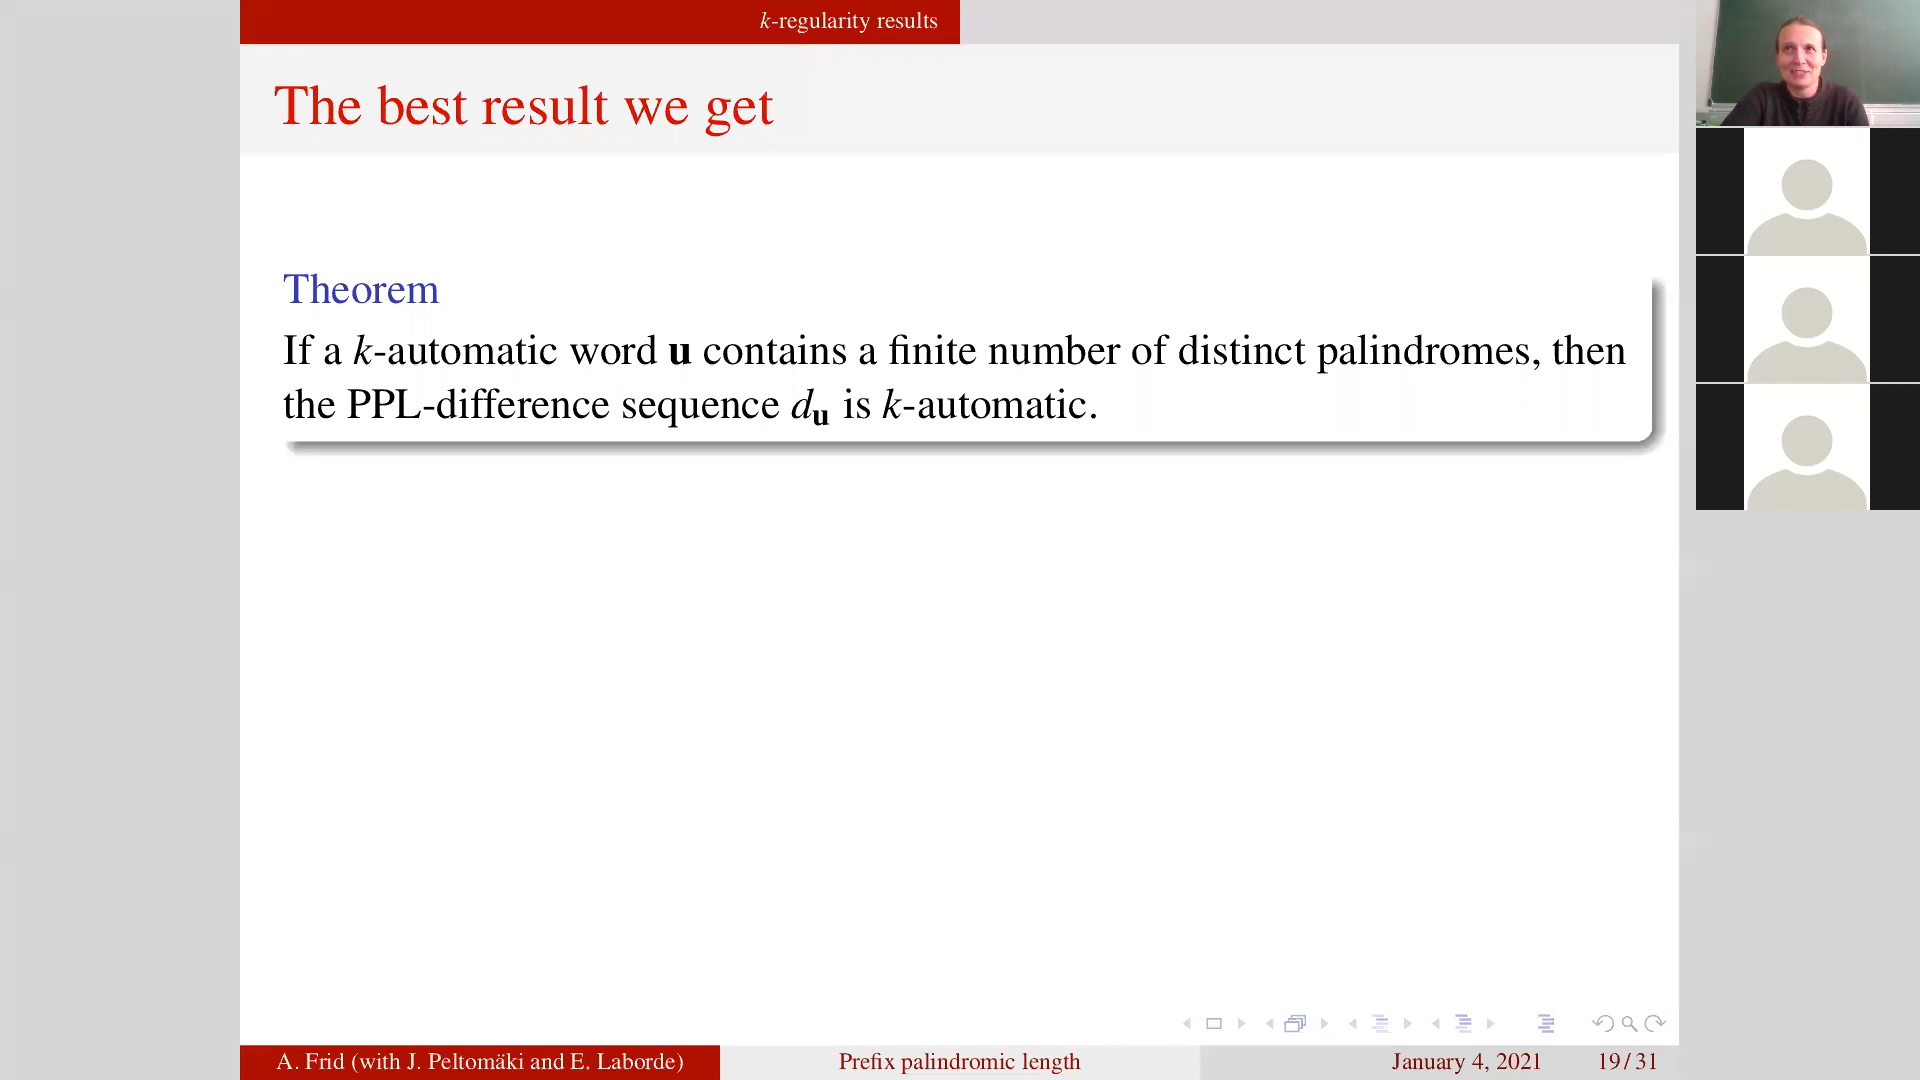 k-regularity results
The best result we get
Theorem
If a k-automatic word u contains a finite number of distinct palindromes, then
the PPL-difference sequence dᵤ is k-automatic.
A. Frid (with J. Peltomäki and E. Laborde)
Prefix palindromic length
January 4, 2021
19 / 31